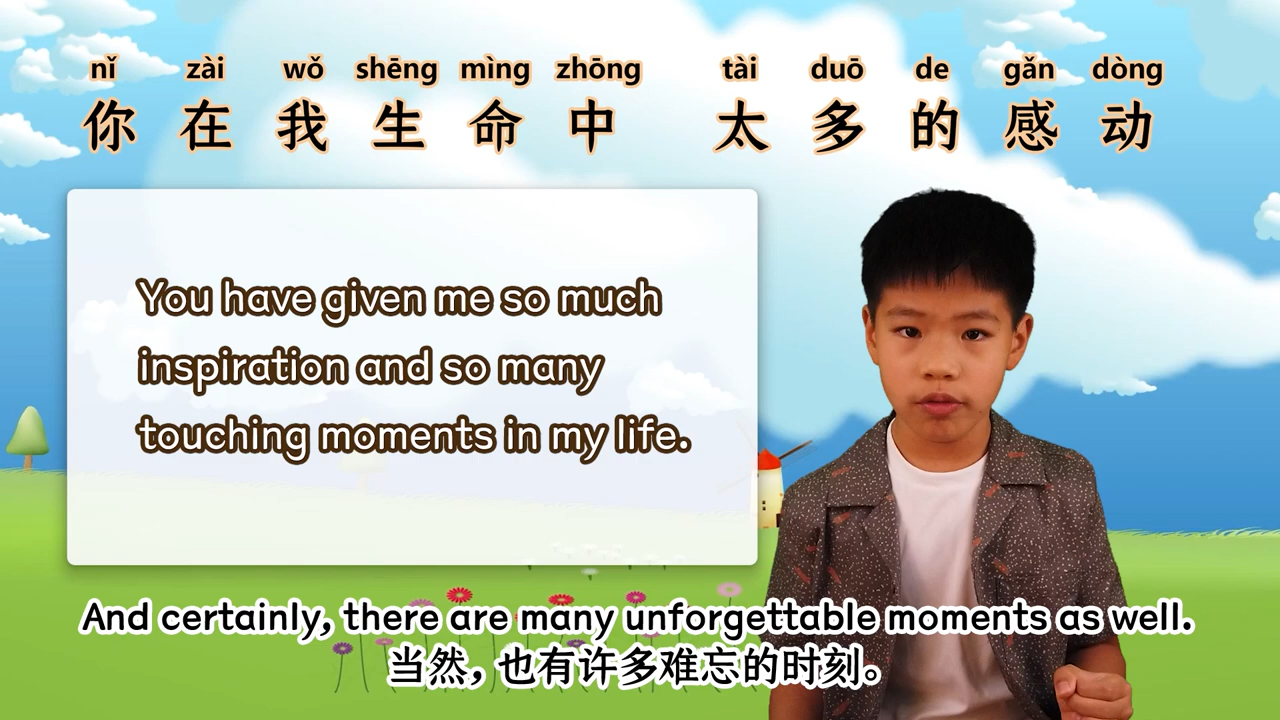 nǐ zài wǒ shēng mìng zhōng tài duō de gǎn dòng
你在我生命中 太多的感动
You have given me so much
inspiration and so many
touching moments in my life.
And certainly, there are many unforgettable moments as well.
当然，也有许多难忘的时刻。